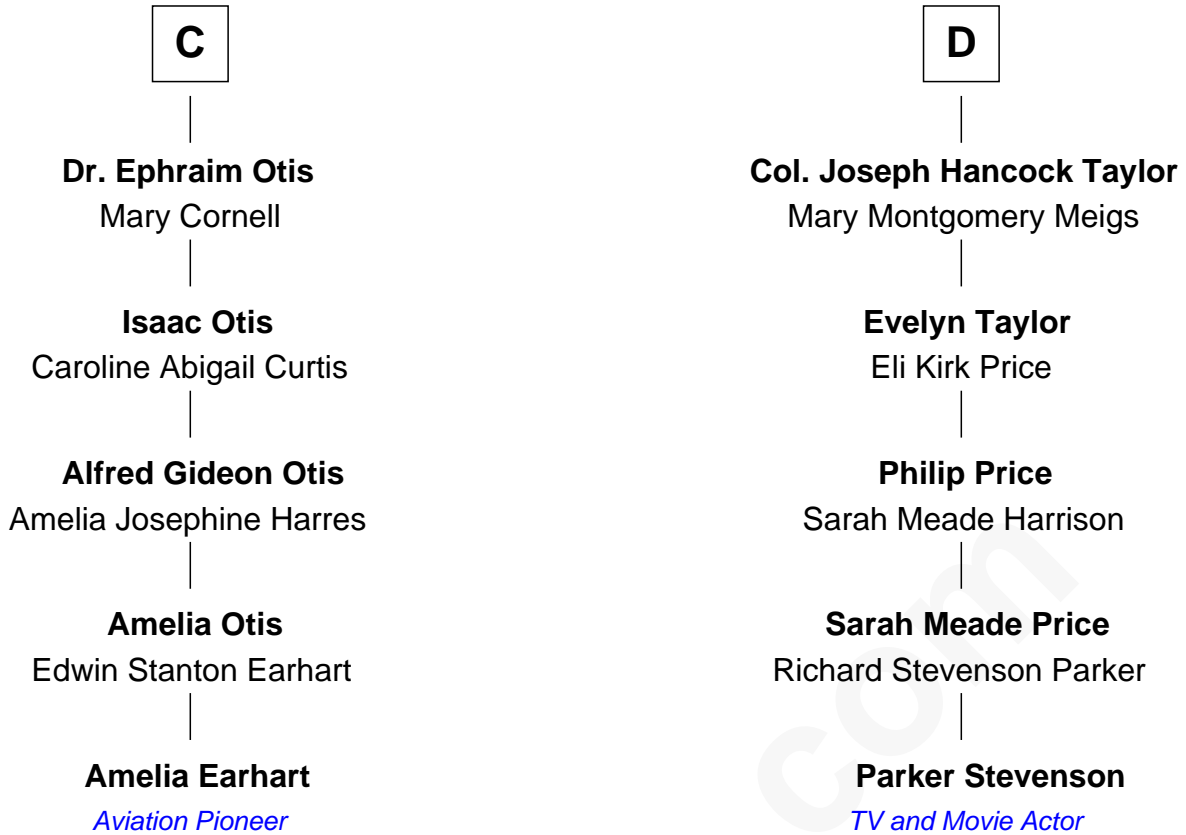 C
Dr. Ephraim Otis
Mary Cornell
Isaac Otis
Caroline Abigail Curtis
Alfred Gideon Otis
Amelia Josephine Harres
Amelia Otis
Edwin Stanton Earhart
Amelia Earhart
Aviation Pioneer
D
Col. Joseph Hancock Taylor
Mary Montgomery Meigs
Evelyn Taylor
Eli Kirk Price
Philip Price
Sarah Meade Harrison
Sarah Meade Price
Richard Stevenson Parker
Parker Stevenson
TV and Movie Actor
com